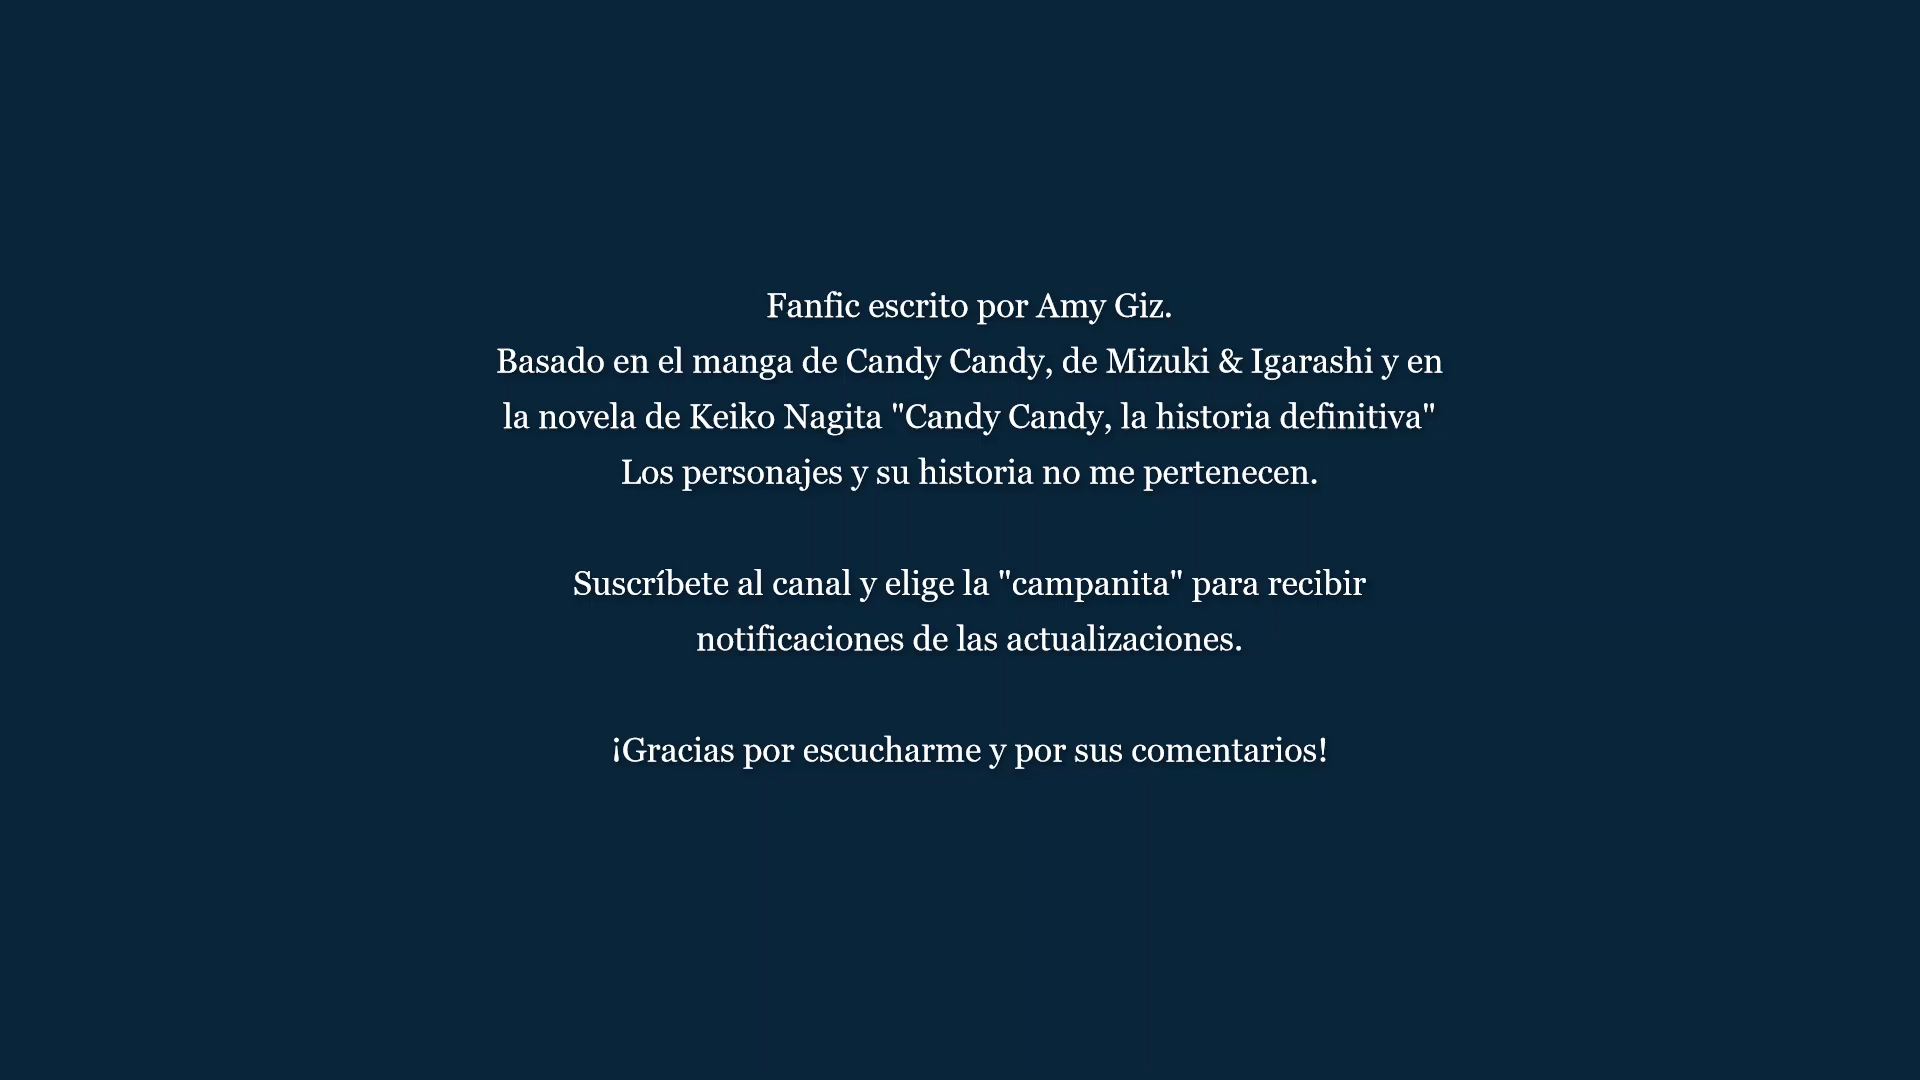 Fanfic escrito por Amy Giz.
Basado en el manga de Candy Candy, de Mizuki & Igarashi y en
la novela de Keiko Nagita "Candy Candy, la historia definitiva"
Los personajes y su historia no me pertenecen.
Suscríbete al canal y elige la "campanita" para recibir
notificaciones de las actualizaciones.
¡Gracias por escucharme y por sus comentarios!